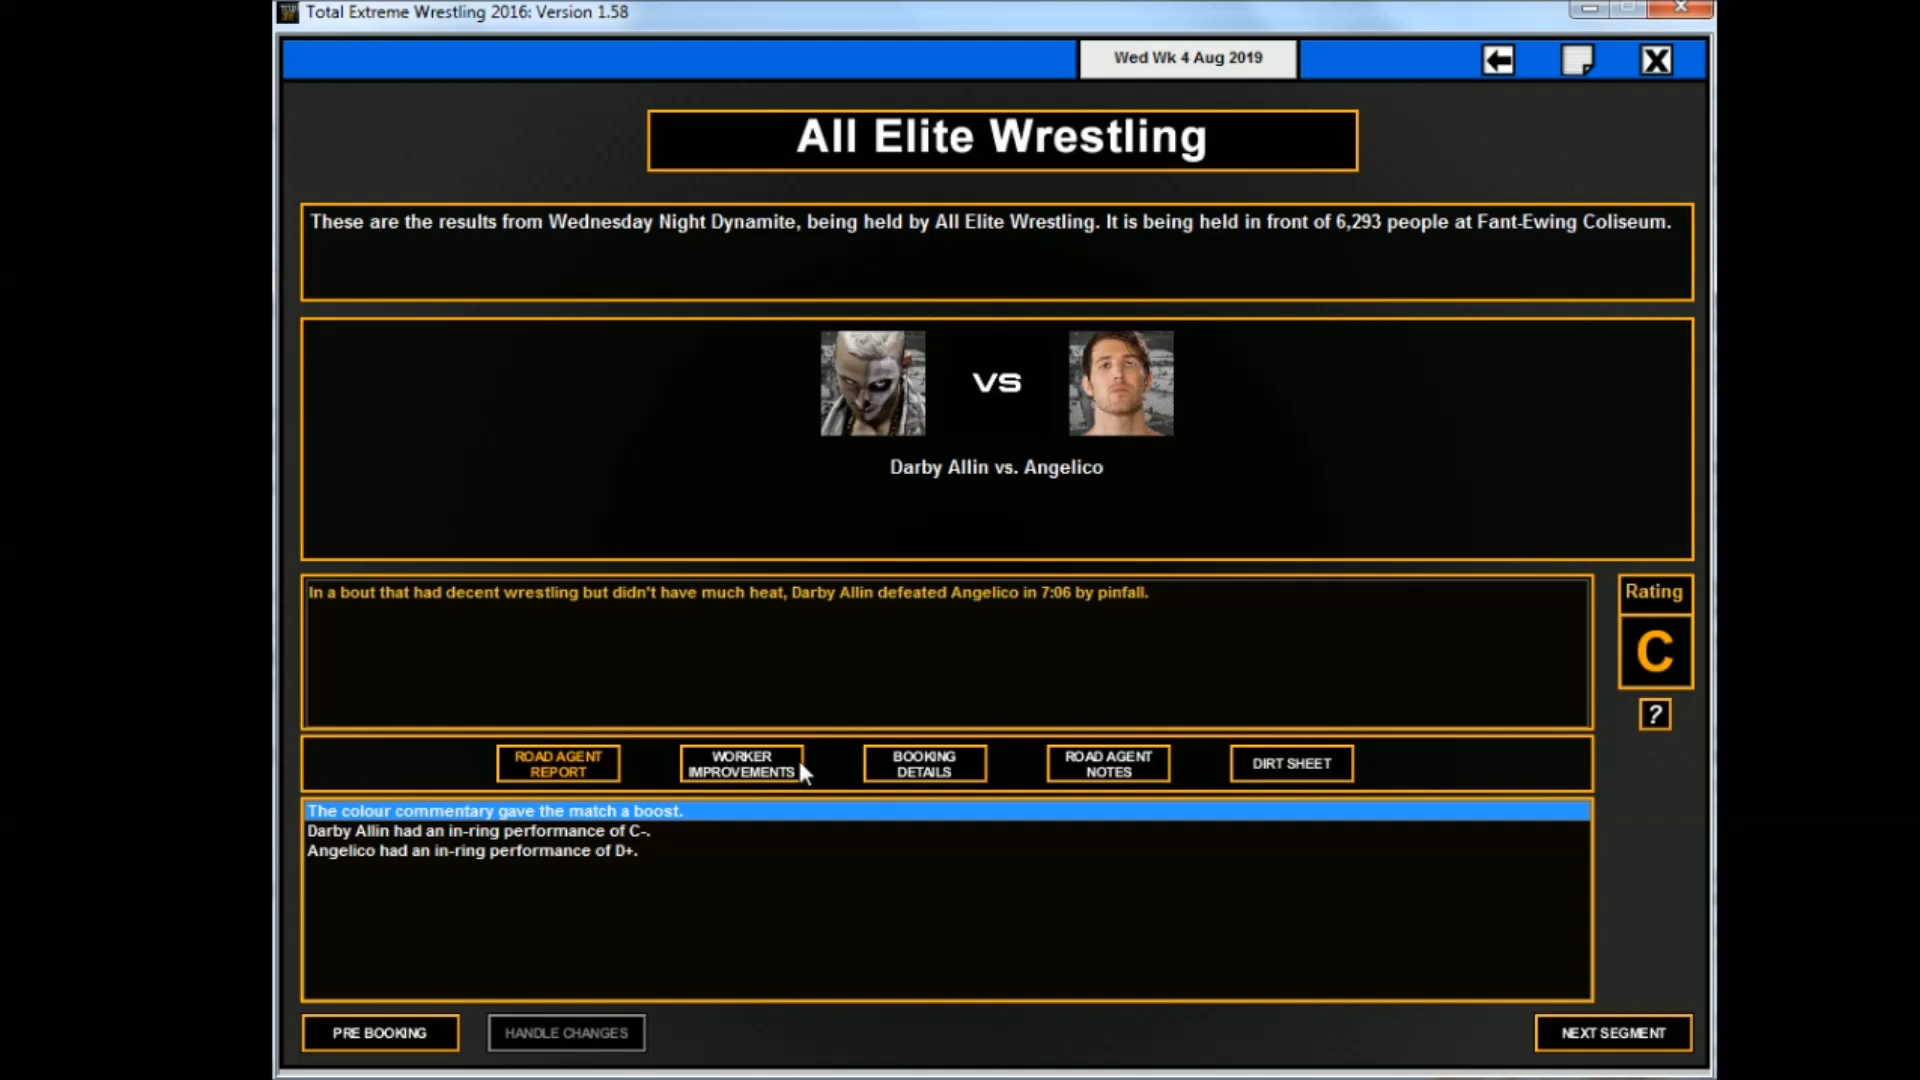 Total Extreme Wrestling 2016: Version 1.58
Wed Wk 4 Aug 2019
All Elite Wrestling
These are the results from Wednesday Night Dynamite, being held by All Elite Wrestling. It is being held in front of 6,293 people at Fant-Ewing Coliseum.
VS
Darby Allin vs. Angelico
In a bout that had decent wrestling but didn't have much heat, Darby Allin defeated Angelico in 7:06 by pinfall.
Rating
C
?
ROAD AGENT
REPORT
WORKER
IMPROVEMENTS
BOOKING
DETAILS
ROAD AGENT
NOTES
DIRT SHEET
The colour commentary gave the match a boost.
Darby Allin had an in-ring performance of C-.
Angelico had an in-ring performance of D+.
PRE BOOKING
HANDLE CHANGES
NEXT SEGMENT